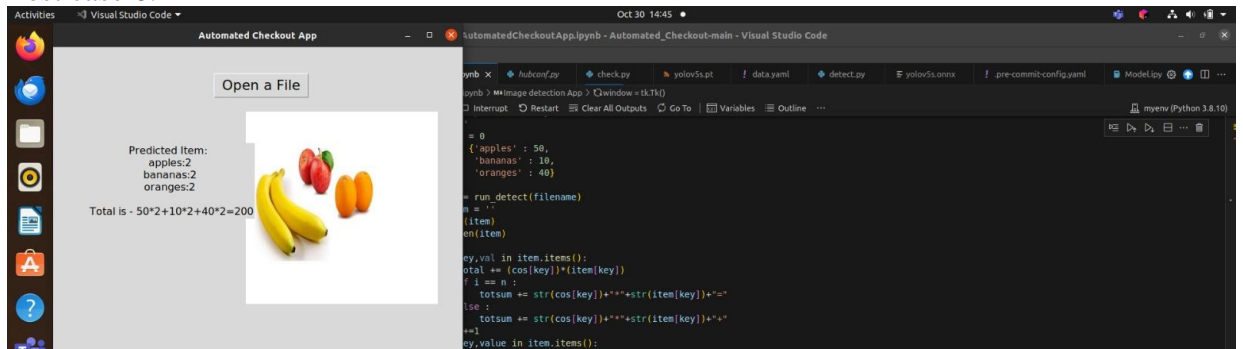 Activities Visual Studio Code Oct 30 14:45
Automated Checkout App
AutomatedCheckoutApp.ipynb - Automated_Checkout-main - Visual Studio Code
Open a File
Predicted Item:
apples:2
bananas:2
oranges:2
Total is - 50*2+10*2+40*2=200
ynb hubconf.py check.py yolov5s.pt data.yaml detect.py yolov5s.onnx .pre-commit-config.yaml Model.ipy
ipynb > Image detection App > window = tk.Tk()
Interrupt Restart Clear All Outputs Go To Variables Outline ... myenv (Python 3.8.10)
'
= 0
{'apples' : 50,
'bananas' : 10,
'oranges' : 40}
= run_detect(filename)
m = ''
(item)
en(item)
ey,val in item.items():
otal += (cos[key])*(item[key])
f i == n :
totsum += str(cos[key])+"*"+str(item[key])+"="
lse :
totsum += str(cos[key])+"*"+str(item[key])+"+"
+=1
ey,value in item.items():